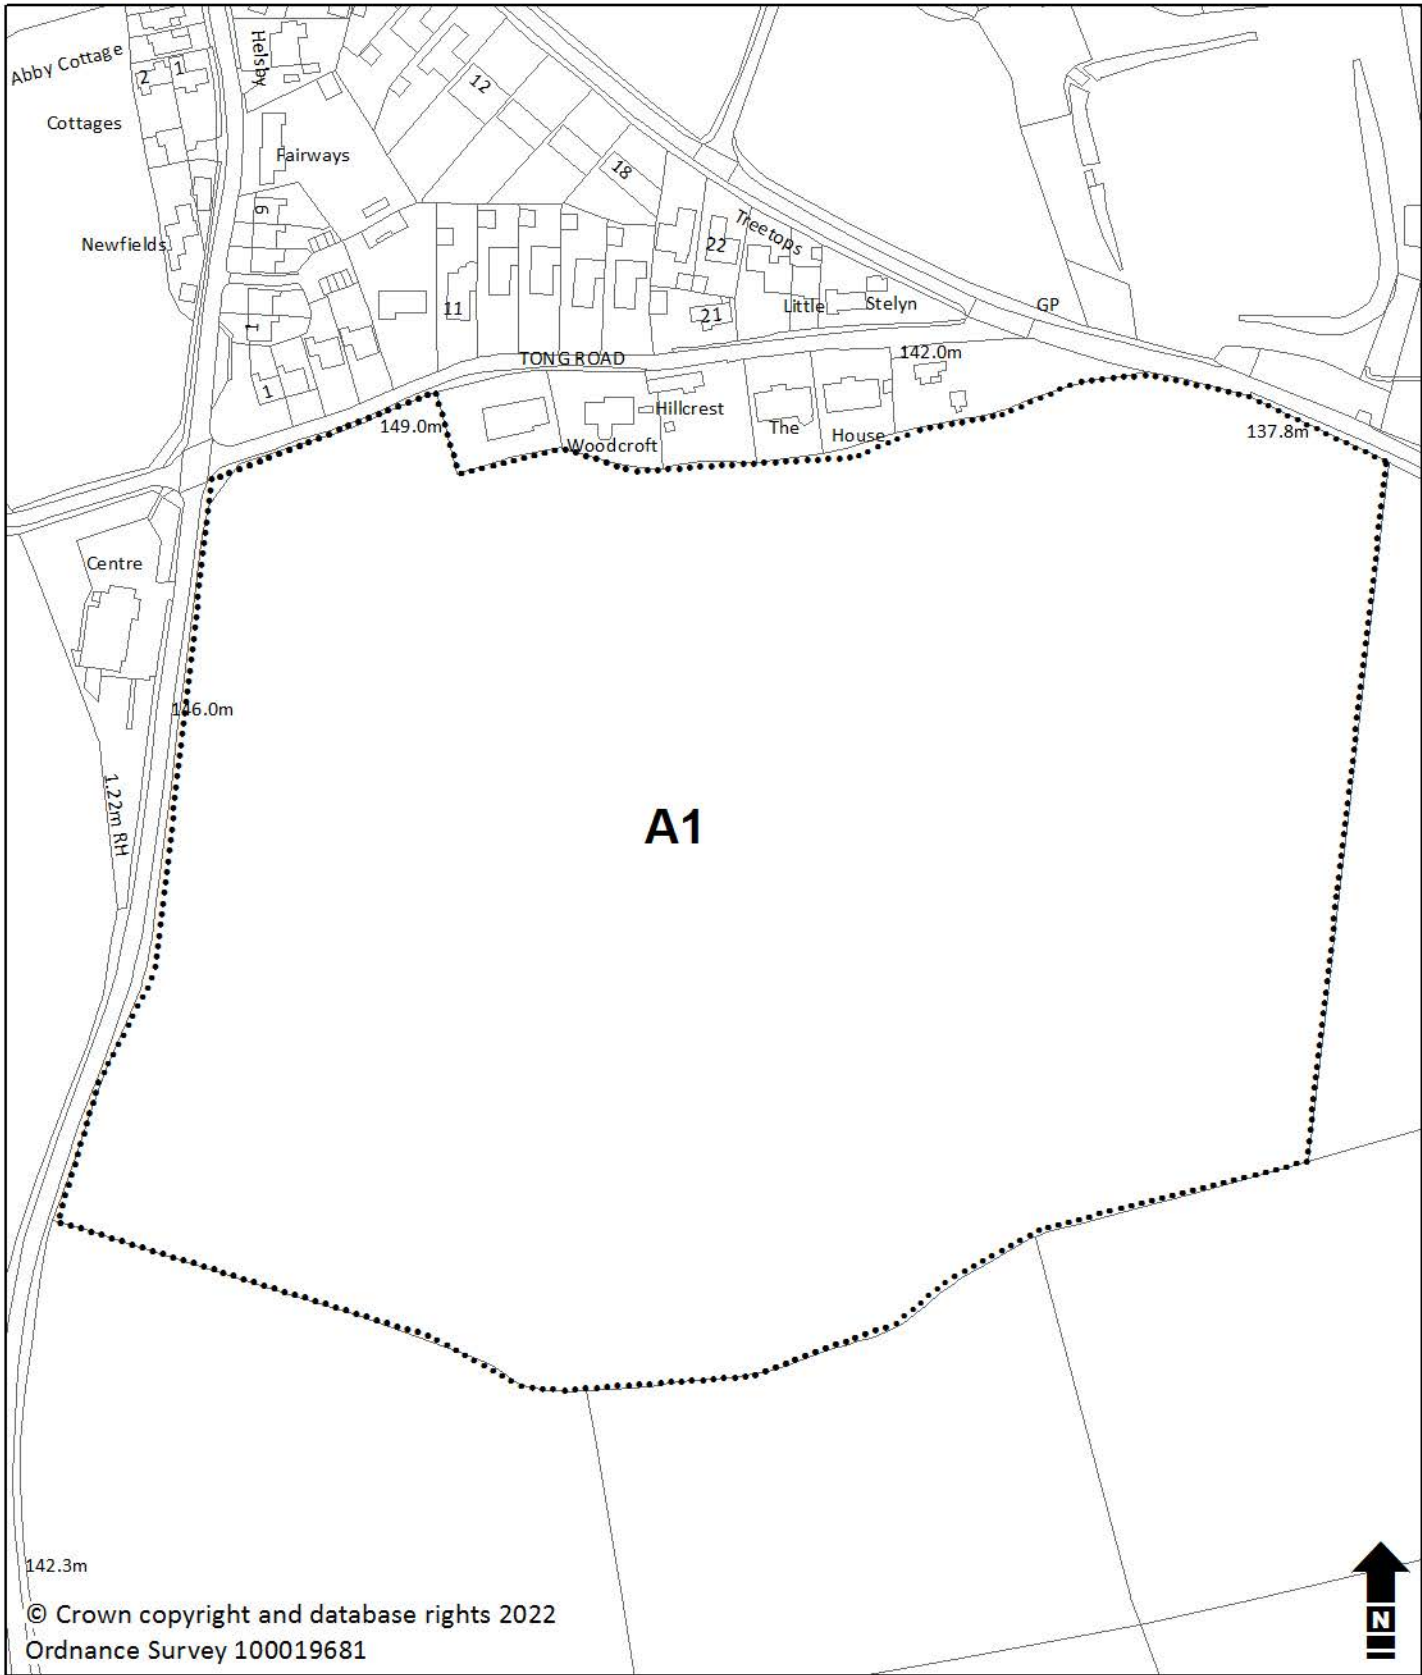 Abby Cottage
2
1
Helsby
12
Cottages
Fairways
18
6
Newfields
22
Treetops
11
21
Little
Stelyn
GP
1
TONG ROAD
142.0m
1
149.0m
Hillcrest
The
House
Woodcroft
137.8m
Centre
146.0m
1.22m RH
A1
142.3m
© Crown copyright and database rights 2022
Ordnance Survey 100019681
N